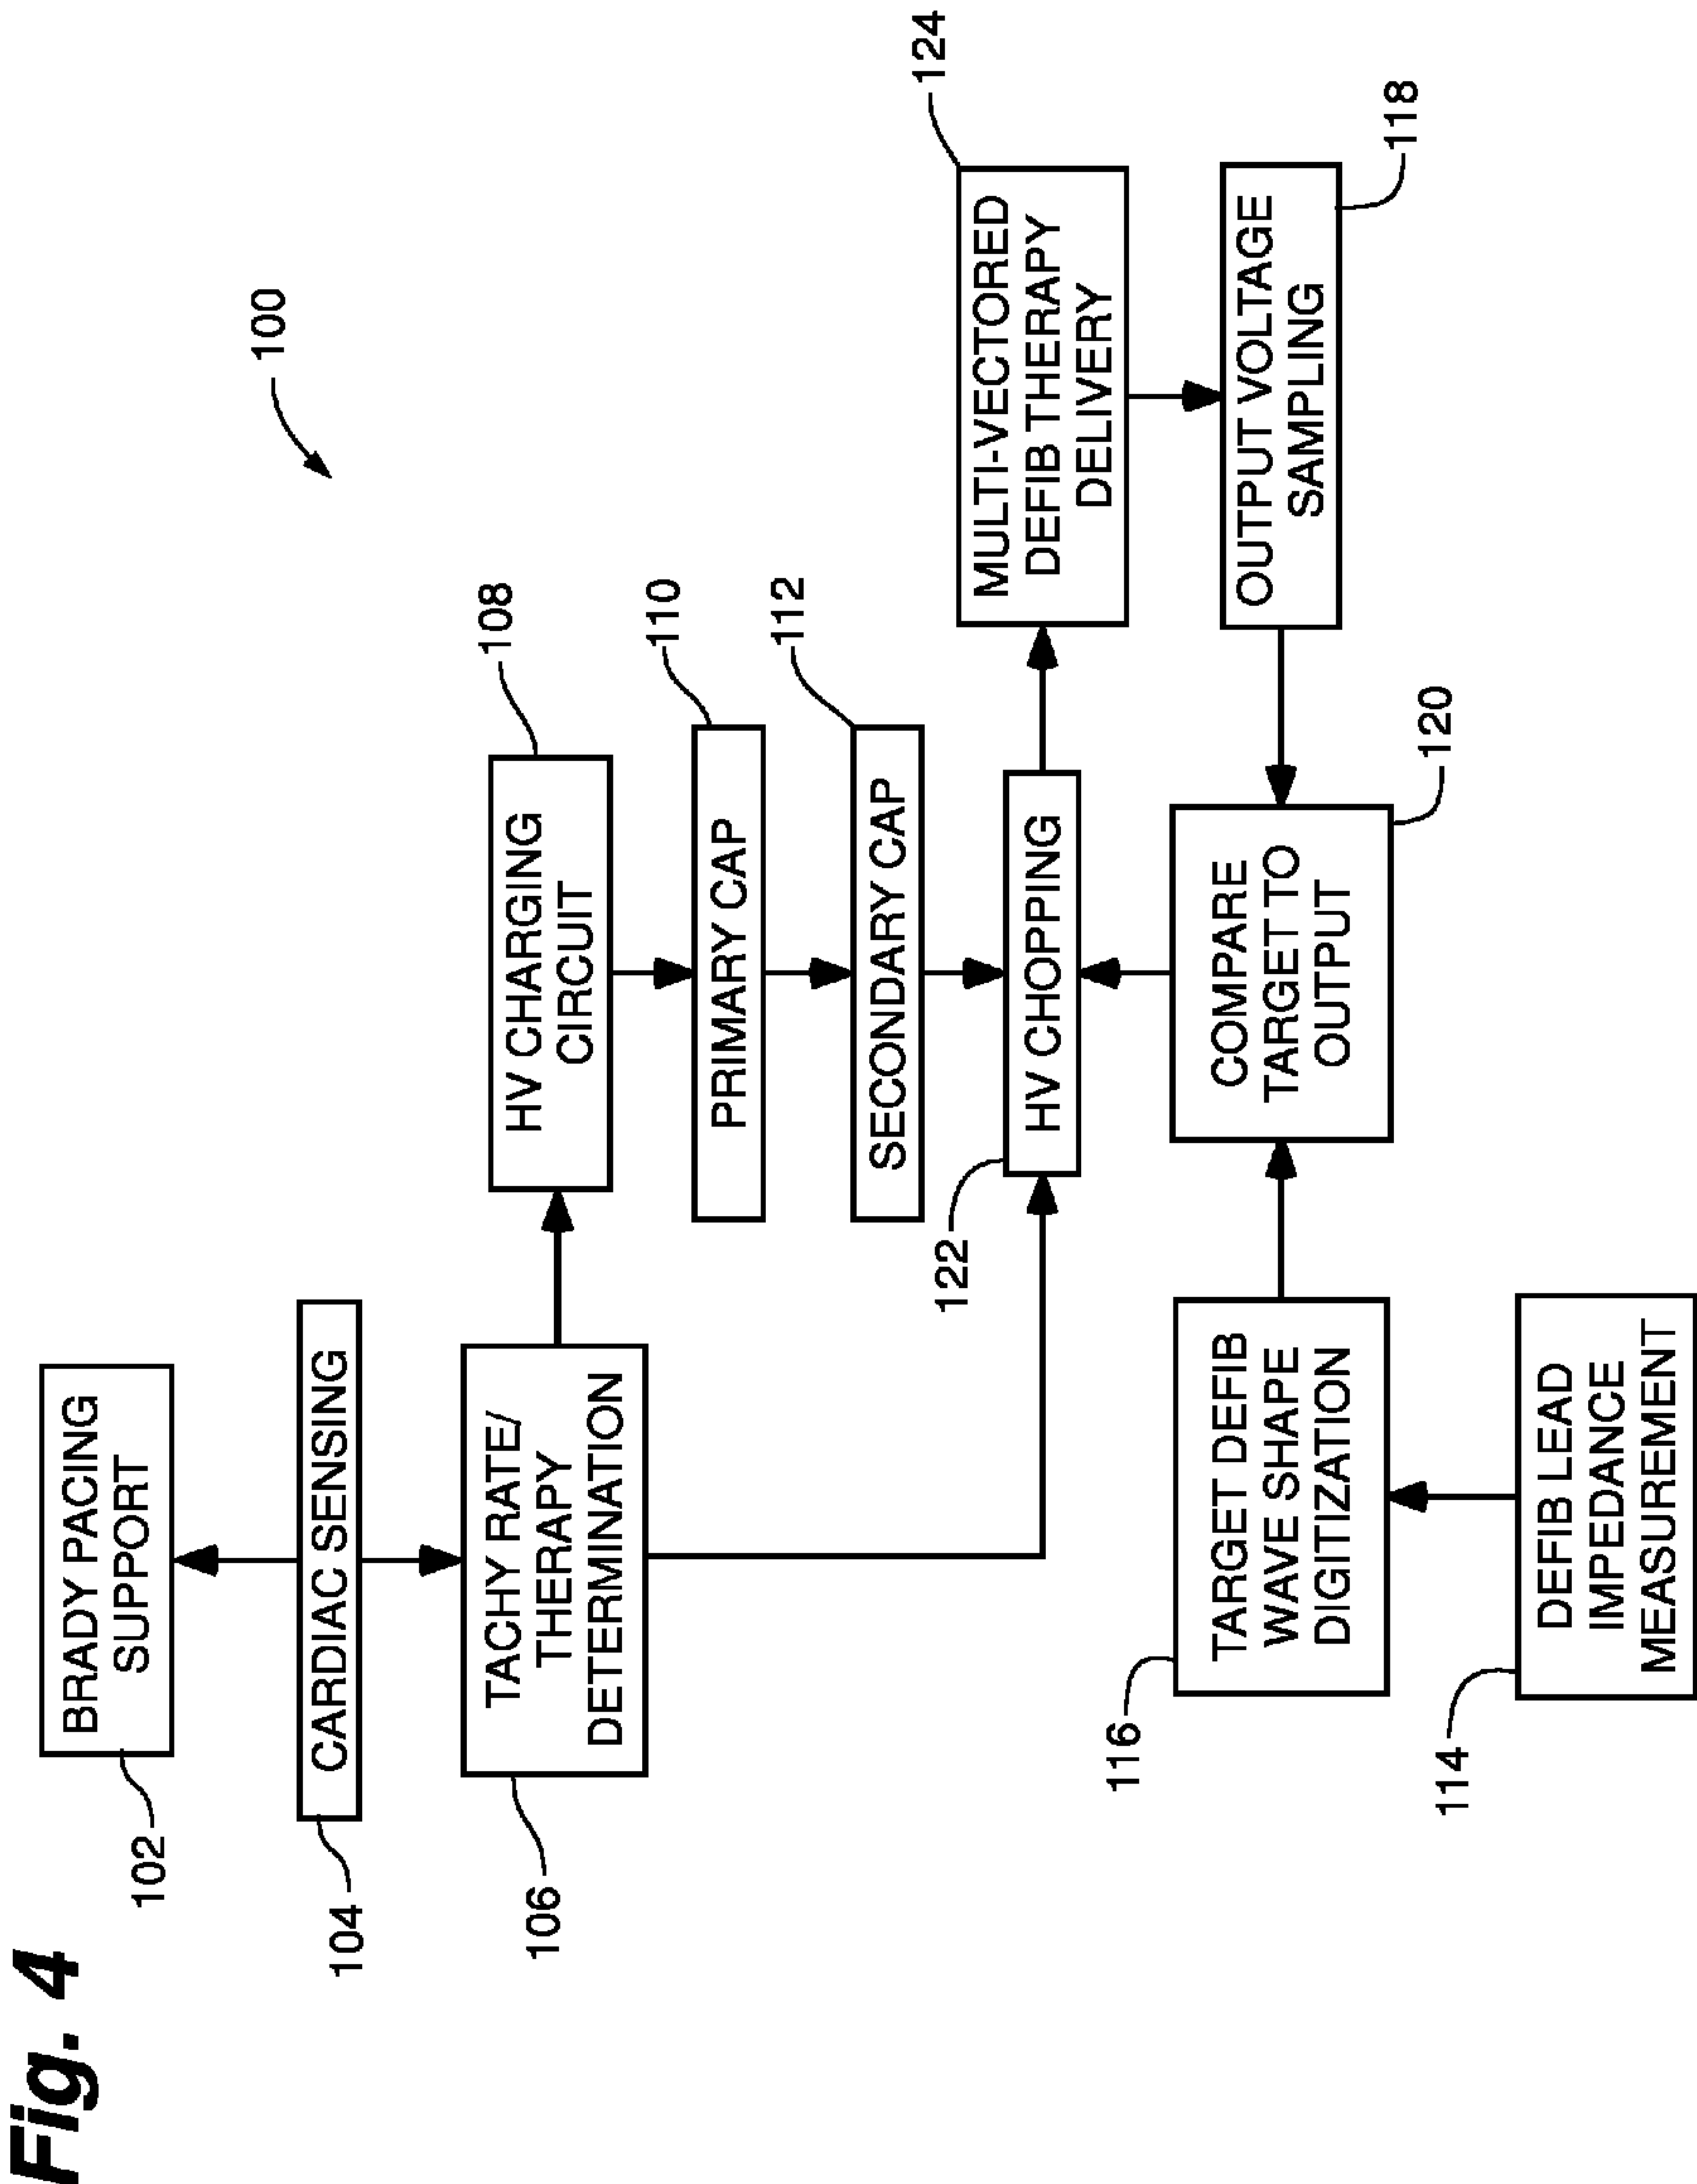 Fig. 4
100
102
BRADY PACING
SUPPORT
104
CARDIAC SENSING
106
TACHY RATE/
THERAPY
DETERMINATION
108
HV CHARGING
CIRCUIT
110
PRIMARY CAP
112
SECONDARY CAP
122
HV CHOPPING
124
MULTI-VECTORED
DEFIB THERAPY
DELIVERY
116
TARGET DEFIB
WAVE SHAPE
DIGITIZATION
COMPARE
TARGET TO
OUTPUT
120
OUTPUT VOLTAGE
SAMPLING
118
114
DEFIB LEAD
IMPEDANCE
MEASUREMENT